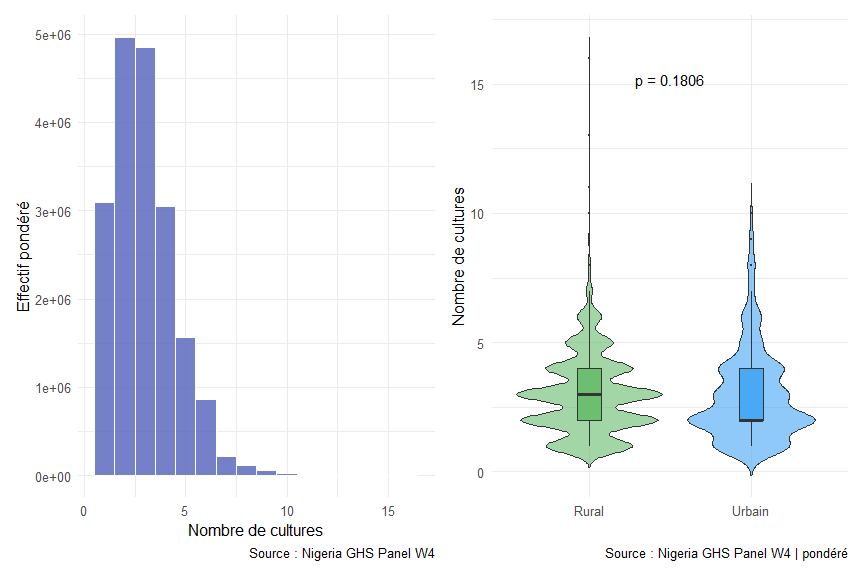 Effectif pondéré
5e+06
4e+06
3e+06
2e+06
1e+06
0e+00
0
5
10
15
Nombre de cultures
Source : Nigeria GHS Panel W4
Nombre de cultures
15
10
5
0
p = 0.1806
Rural
Urbain
Source : Nigeria GHS Panel W4 | pondéré